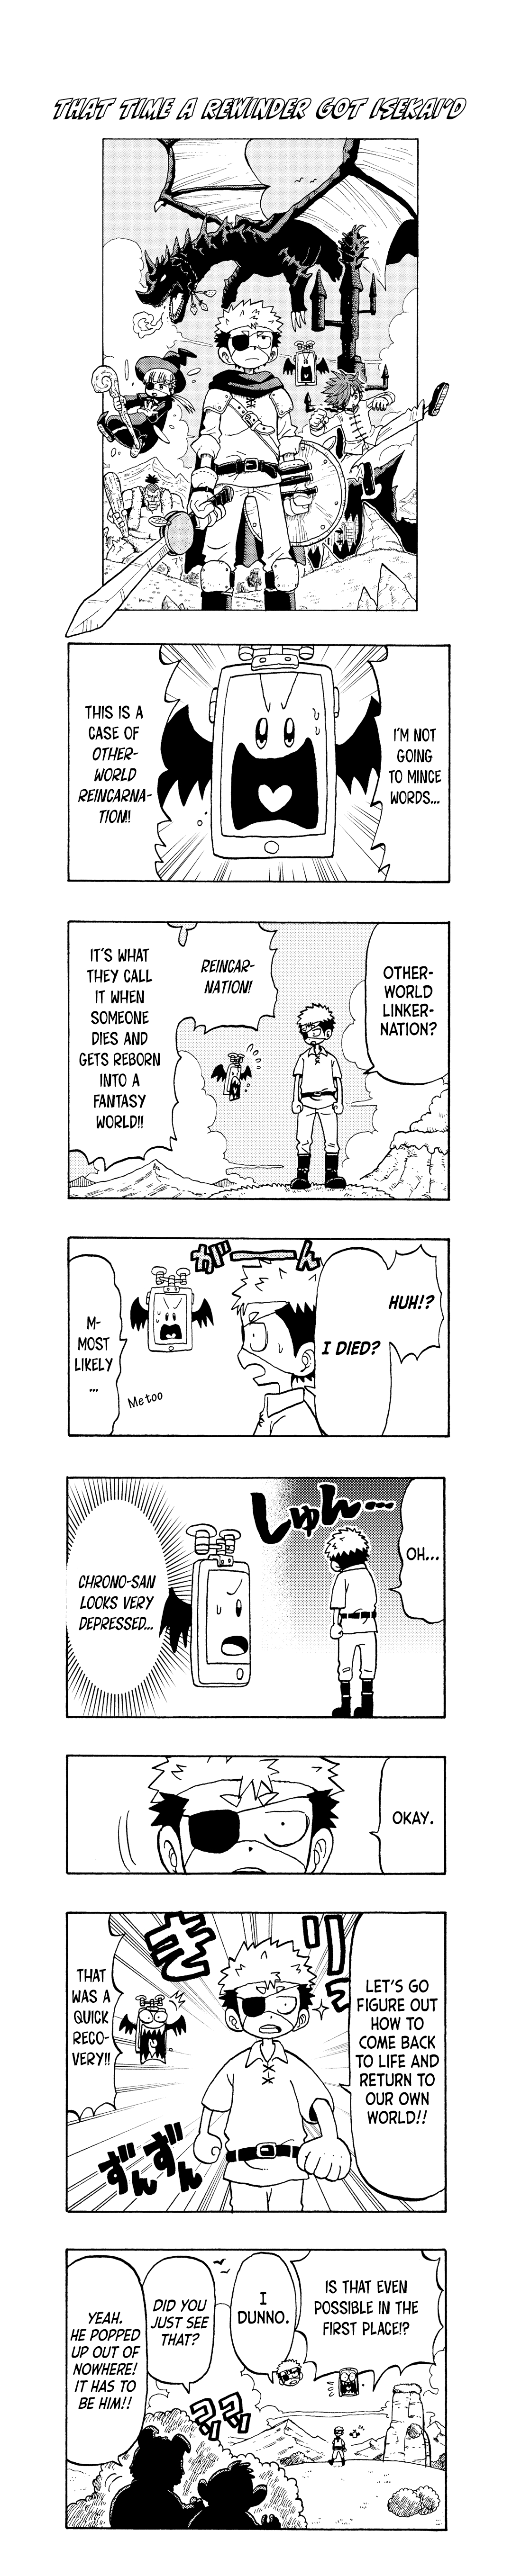 THAT TIME A REWINDER GOT ISEKAI'D
I'M NOT
GOING
TO MINCE
WORDS...
THIS IS A
CASE OF
OTHER-
WORLD
REINCARNA-
TION!!
OTHER-
WORLD
LINKER-
NATION?
REINCAR-
NATION!
IT'S WHAT
THEY CALL
IT WHEN
SOMEONE
DIES AND
GETS REBORN
INTO A
FANTASY
WORLD!!
HUH!?
I DIED?
がーーん
M-
MOST
LIKELY
...
Me too
OH...
しゅん…
CHRONO-SAN
LOOKS VERY
DEPRESSED...
OKAY.
LET'S GO
FIGURE OUT
HOW TO
COME BACK
TO LIFE AND
RETURN TO
OUR OWN
WORLD!!
きリッ
THAT
WAS A
QUICK
RECO-
VERY!!
ずんずん
IS THAT EVEN
POSSIBLE IN THE
FIRST PLACE!?
I
DUNNO.
DID YOU
JUST SEE
THAT?
YEAH.
HE POPPED
UP OUT OF
NOWHERE!
IT HAS TO
BE HIM!!